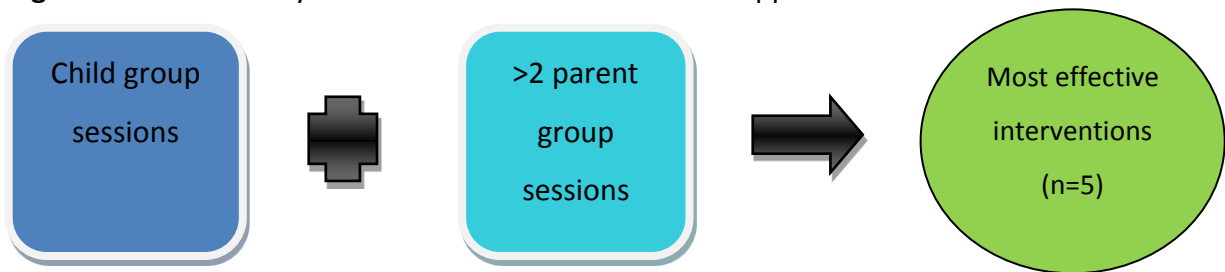 Child group
sessions
>2 parent
group
sessions
Most effective
interventions
(n=5)